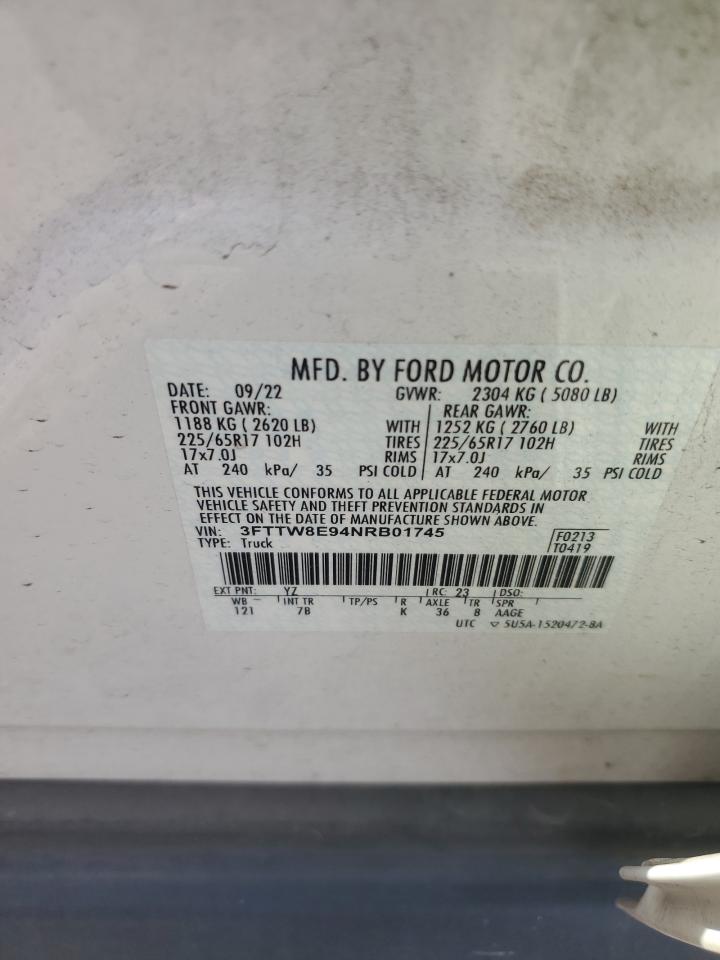 MFD. BY FORD MOTOR CO.
DATE: 09/22 GVWR: 2304 KG ( 5080 LB)
FRONT GAWR: REAR GAWR:
1188 KG ( 2620 LB) WITH 1252 KG ( 2760 LB) WITH
225/65R17 102H TIRES 225/65R17 102H TIRES
17x7.0J RIMS 17x7.0J RIMS
AT 240 kPa/ 35 PSI COLD AT 240 kPa/ 35 PSI COLD
THIS VEHICLE CONFORMS TO ALL APPLICABLE FEDERAL MOTOR
VEHICLE SAFETY AND THEFT PREVENTION STANDARDS IN
EFFECT ON THE DATE OF MANUFACTURE SHOWN ABOVE.
VIN: 3FTTW8E94NRB01745 F0213
TYPE: Truck T0419
EXT PNT: YZ RC: 23 DSO:
WB INT TR TP/PS R AXLE TR SPR
121 7B K 36 8 AAGE
UTC ▽ 5U5A-1520472-BA